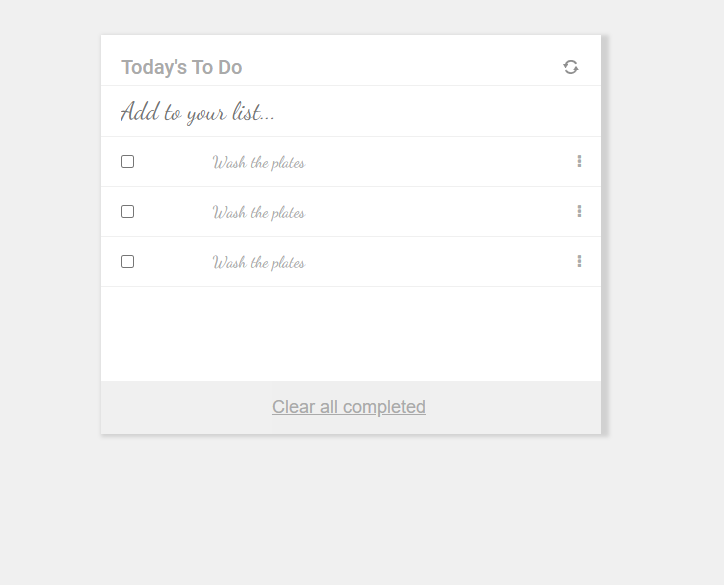 Today's To Do
Add to your list...
Wash the plates
Wash the plates
Wash the plates
Clear all completed